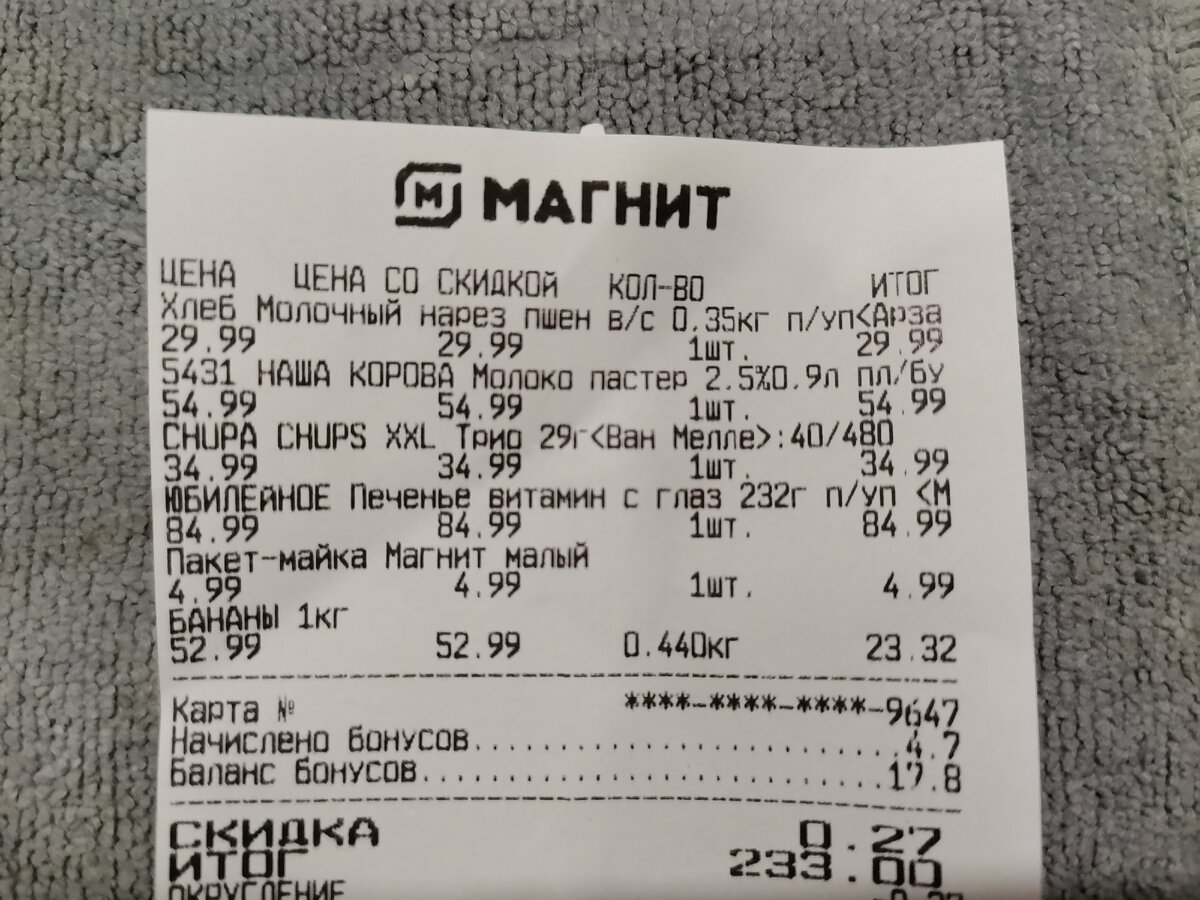 М МАГНИТ
ЦЕНА ЦЕНА СО СКИДКОЙ КОЛ-ВО ИТОГ
Хлеб Молочный нарез пшен в/с 0.35кг п/уп<Арза
29.99 29.99 1шт. 29.99
5431 НАША КОРОВА Молоко пастер 2.5%0.9л пл/бу
54.99 54.99 1шт. 54.99
CHUPA CHUPS XXL Трио 29г<Ван Мелле>:40/480
34.99 34.99 1шт. 34.99
ЮБИЛЕЙНОЕ Печенье витамин с глаз 232г п/уп <М
84.99 84.99 1шт. 84.99
Пакет-майка Магнит малый
4.99 4.99 1шт. 4.99
БАНАНЫ 1кг
52.99 52.99 0.440кг 23.32
Карта № ****-****-****-9647
Начислено бонусов............................4.7
Баланс бонусов..............................17.8
СКИДКА 0.27
ИТОГ 233.00
ОКРУГЛЕНИЕ